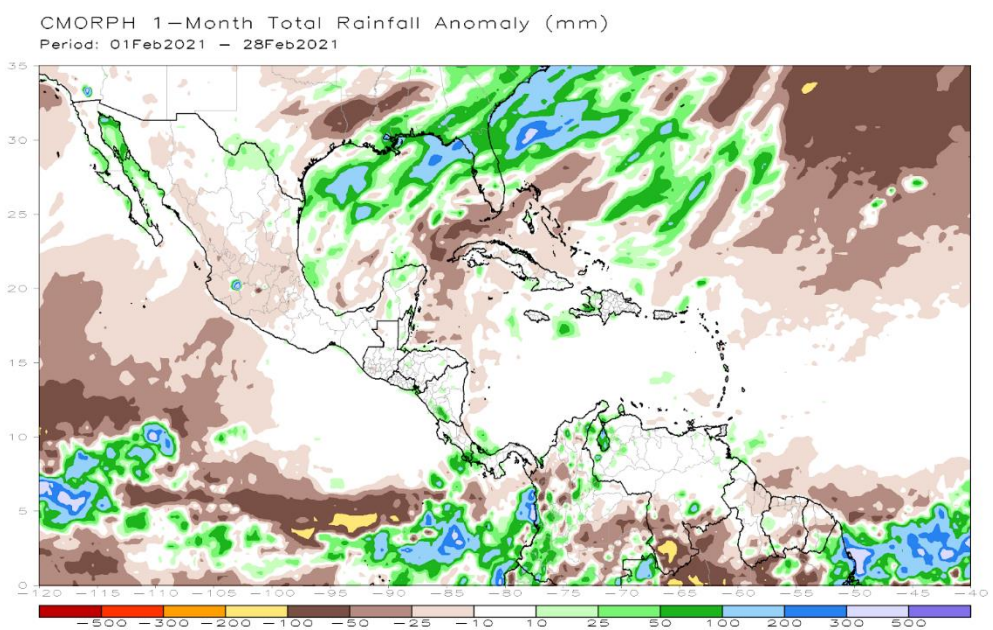 CMORPH 1-Month Total Rainfall Anomaly (mm)
Period: 01Feb2021 - 28Feb2021
35
30
25
20
15
10
5
0
-120 -115 -110 -105 -100 -95 -90 -85 -80 -75 -70 -65 -60 -55 -50 -45 -40
-500 -300 -200 -100 -50 -25 -10 10 25 50 100 200 300 500